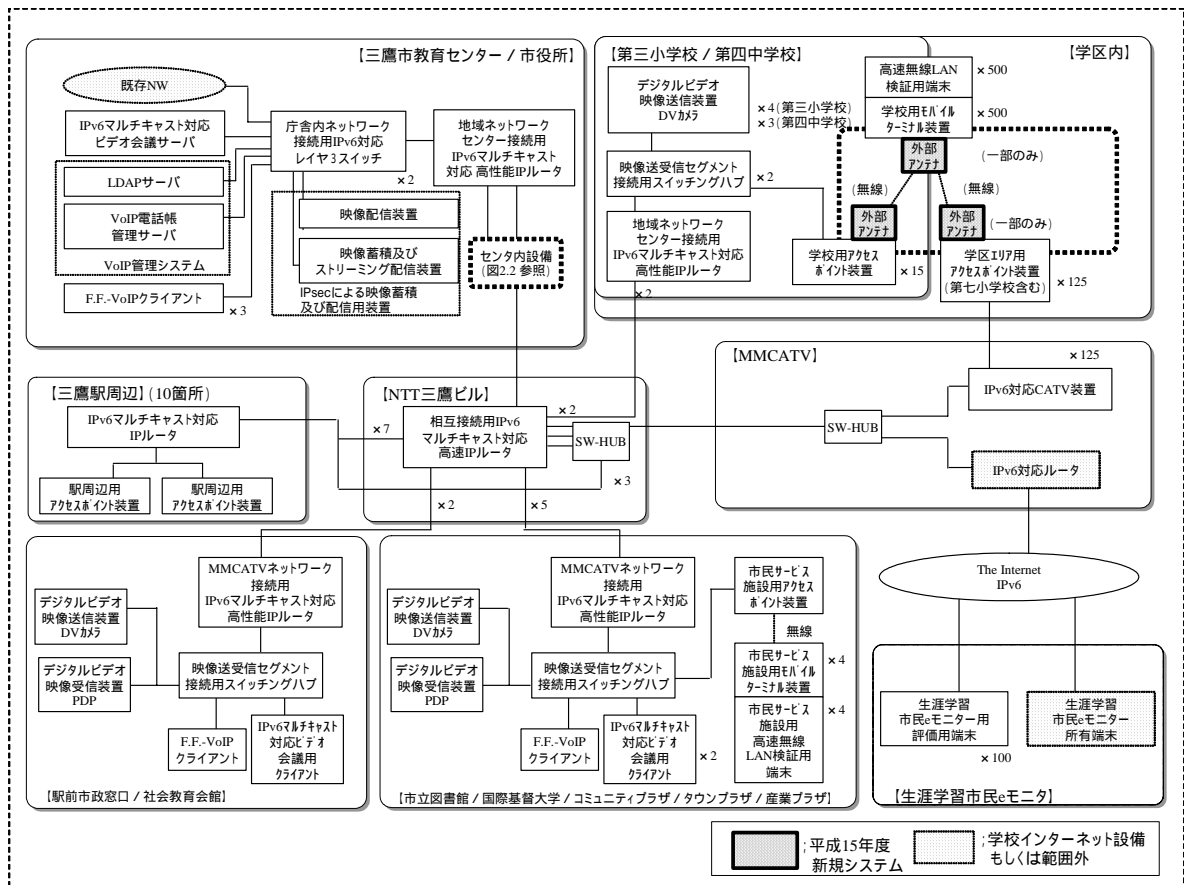 【三鷹市教育センター / 市役所】
既存NW
IPv6マルチキャスト対応
ビデオ会議サーバ
LDAPサーバ
VoIP電話帳
管理サーバ
VoIP管理システム
F.F.-VoIPクライアント
×3
庁舎内ネットワーク
接続用IPv6対応
レイヤ3スイッチ
×2
映像配信装置
映像蓄積及び
ストリーミング配信装置
IPsecによる映像蓄積
及び配信用装置
地域ネットワーク
センター接続用
IPv6マルチキャスト
対応 高性能IPルータ
センタ内設備
(図2.2 参照)
【第三小学校 / 第四中学校】
デジタルビデオ
映像送信装置
DVカメラ
×4 (第三小学校)
×3 (第四中学校)
映像送受信セグメント
接続用スイッチングハブ
×2
地域ネットワーク
センター接続用
IPv6マルチキャスト対応
高性能IPルータ
×2
学校用アクセス
ポイント装置
×15
【学区内】
高速無線LAN
検証用端末
×500
学校用モバイル
ターミナル装置
×500
外部
アンテナ
(一部のみ)
(無線)
(無線)
外部
アンテナ
外部
アンテナ
(一部のみ)
学区エリア用
アクセスポイント装置
(第七小学校含む)
×125
【三鷹駅周辺】(10箇所)
IPv6マルチキャスト対応
IPルータ
駅周辺用
アクセスポイント装置
駅周辺用
アクセスポイント装置
×7
【NTT三鷹ビル】
相互接続用IPv6
マルチキャスト対応
高速IPルータ
×2
SW-HUB
×3
×2
×5
【MMCATV】
×125
IPv6対応CATV装置
SW-HUB
IPv6対応ルータ
The Internet
IPv6
MMCATVネットワーク
接続用
IPv6マルチキャスト対応
高性能IPルータ
デジタルビデオ
映像送信装置
DVカメラ
デジタルビデオ
映像受信装置
PDP
映像送受信セグメント
接続用スイッチングハブ
F.F.-VoIP
クライアント
IPv6マルチキャスト
対応ビデオ
会議用
クライアント
【駅前市政窓口 / 社会教育会館】
MMCATVネットワーク
接続用
IPv6マルチキャスト対応
高性能IPルータ
デジタルビデオ
映像送信装置
DVカメラ
デジタルビデオ
映像受信装置
PDP
映像送受信セグメント
接続用スイッチングハブ
F.F.-VoIP
クライアント
IPv6マルチキャスト
対応ビデオ
会議用
クライアント
×2
市民サービス
施設用アクセス
ポイント装置
無線
市民サービス
施設用モバイル
ターミナル装置
×4
市民サービス
施設用
高速無線
LAN検証用
端末
×4
【市立図書館 / 国際基督大学 / コミュニティプラザ / タウンプラザ / 産業プラザ】
生涯学習
市民eモニター用
評価用端末
×100
生涯学習
市民eモニター
所有端末
【生涯学習市民eモニタ】
;平成15年度
新規システム
;学校インターネット設備
もしくは範囲外